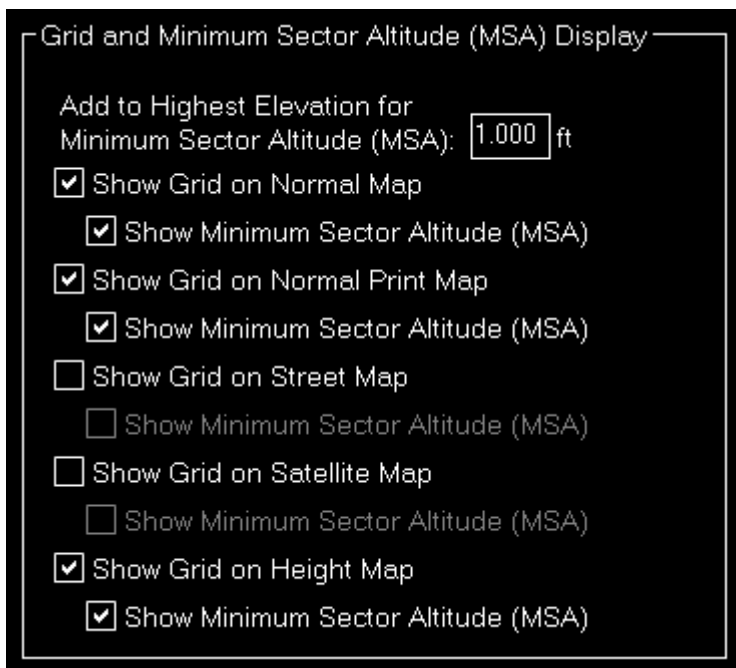 Grid and Minimum Sector Altitude (MSA) Display
Add to Highest Elevation for
Minimum Sector Altitude (MSA): 1.000 ft
Show Grid on Normal Map
Show Minimum Sector Altitude (MSA)
Show Grid on Normal Print Map
Show Minimum Sector Altitude (MSA)
Show Grid on Street Map
Show Minimum Sector Altitude (MSA)
Show Grid on Satellite Map
Show Minimum Sector Altitude (MSA)
Show Grid on Height Map
Show Minimum Sector Altitude (MSA)